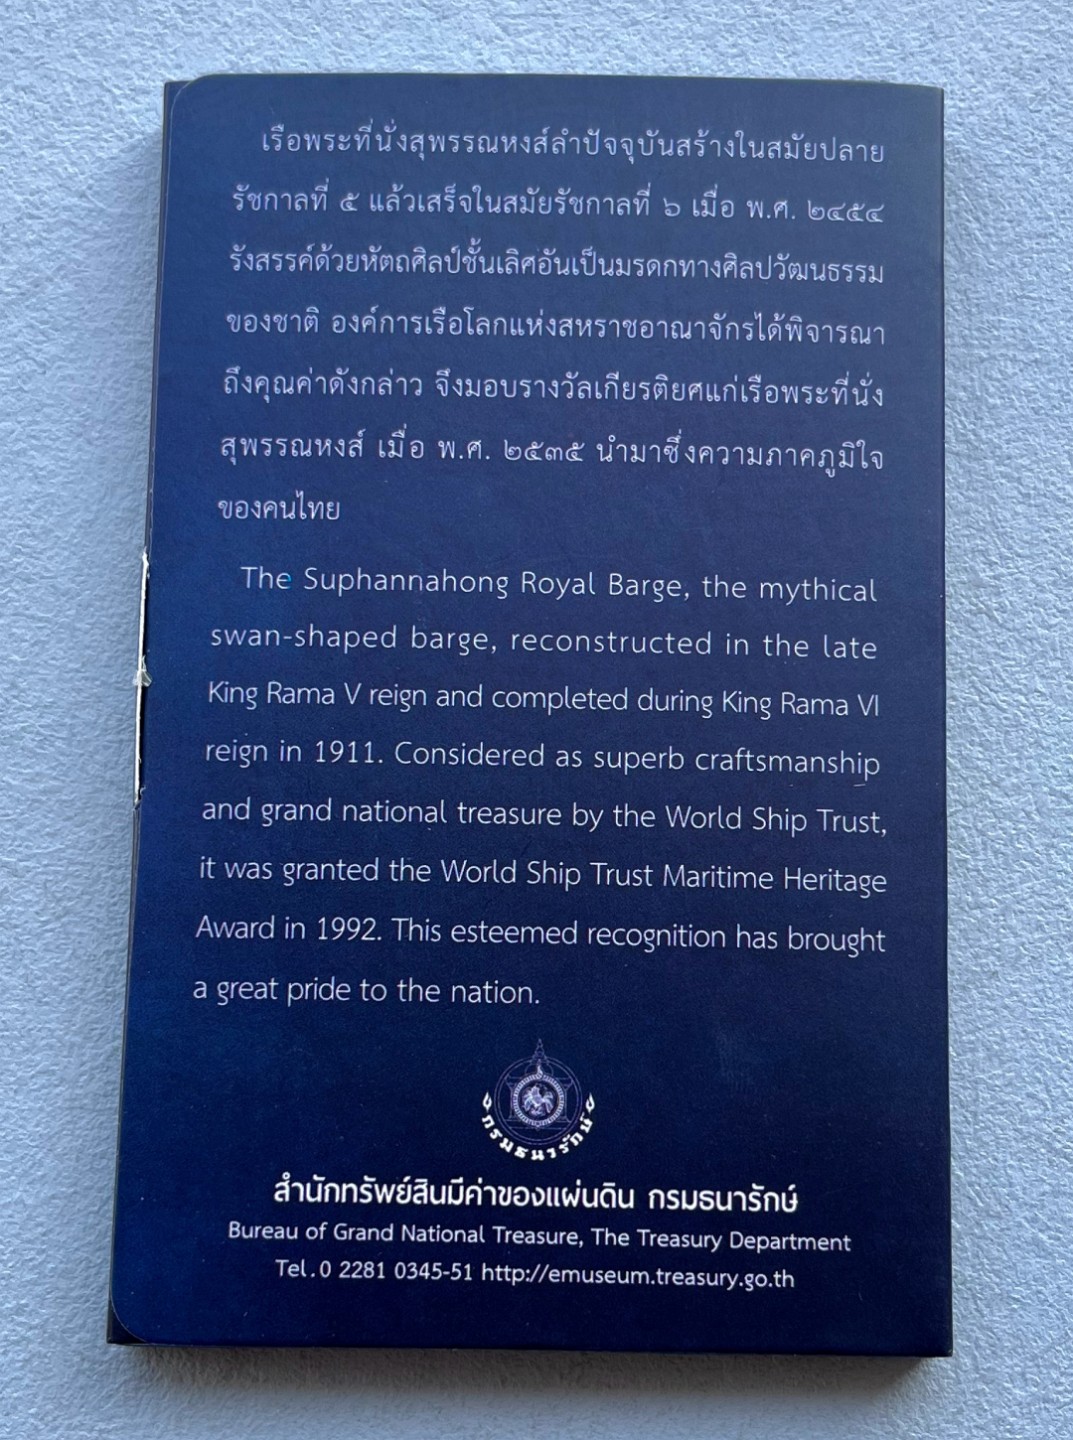 เรือพระที่นั่งสุพรรณหงส์ลำปัจจุบันสร้างในสมัยปลาย
รัชกาลที่ ๕ แล้วเสร็จในสมัยรัชกาลที่ ๖ เมื่อ พ.ศ. ๒๔๕๔
รังสรรค์ด้วยหัตถศิลป์ชั้นเลิศอันเป็นมรดกทางศิลปวัฒนธรรม
ของชาติ องค์การเรือโลกแห่งสหราชอาณาจักรได้พิจารณา
ถึงคุณค่าดังกล่าว จึงมอบรางวัลเกียรติยศแก่เรือพระที่นั่ง
สุพรรณหงส์ เมื่อ พ.ศ. ๒๕๓๕ นำมาซึ่งความภาคภูมิใจ
ของคนไทย
The Suphannahong Royal Barge, the mythical
swan-shaped barge, reconstructed in the late
King Rama V reign and completed during King Rama VI
reign in 1911. Considered as superb craftsmanship
and grand national treasure by the World Ship Trust,
it was granted the World Ship Trust Maritime Heritage
Award in 1992. This esteemed recognition has brought
a great pride to the nation.
กรมธนารักษ์
สำนักทรัพย์สินมีค่าของแผ่นดิน กรมธนารักษ์
Bureau of Grand National Treasure, The Treasury Department
Tel.0 2281 0345-51 http://emuseum.treasury.go.th